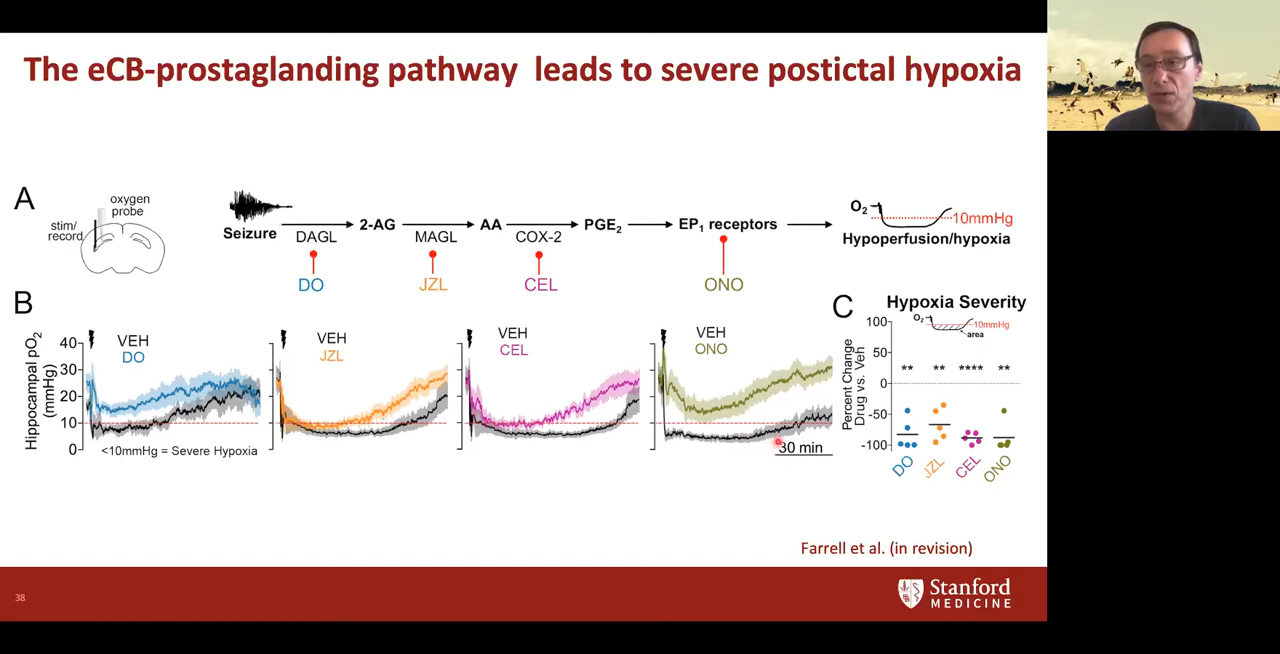 The eCB-prostaglanding pathway leads to severe postictal hypoxia
A
oxygen
probe
stim/
record
Seizure
DAGL
2-AG
MAGL
AA
COX-2
PGE2
EP1 receptors
O2
10mmHg
Hypoperfusion/hypoxia
DO
JZL
CEL
ONO
B
Hippocampal pO2
(mmHg)
40
30
20
10
0
VEH
DO
<10mmHg = Severe Hypoxia
VEH
JZL
VEH
CEL
VEH
ONO
30 min
C
Hypoxia Severity
O2
10mmHg
area
Percent Change
Drug vs. Veh
100
50
0
-50
-100
** ** **** **
DO
JZL
CEL
ONO
Farrell et al. (in revision)
38
Stanford
MEDICINE